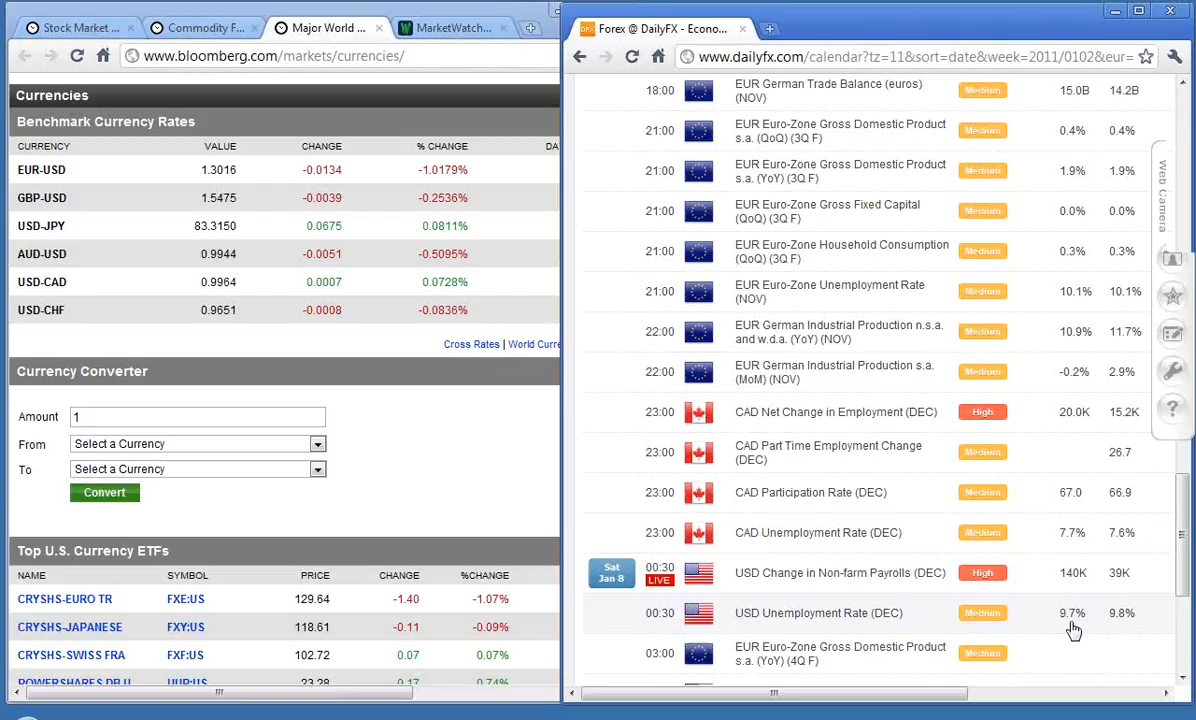 Stock Market ...
Commodity F...
Major World ...
MarketWatch...
www.bloomberg.com/markets/currencies/
Currencies
Benchmark Currency Rates
CURRENCY VALUE CHANGE % CHANGE DA
EUR-USD 1.3016 -0.0134 -1.0179%
GBP-USD 1.5475 -0.0039 -0.2536%
USD-JPY 83.3150 0.0675 0.0811%
AUD-USD 0.9944 -0.0051 -0.5095%
USD-CAD 0.9964 0.0007 0.0728%
USD-CHF 0.9651 -0.0008 -0.0836%
Cross Rates | World Curre
Currency Converter
Amount 1
From Select a Currency
To Select a Currency
Convert
Top U.S. Currency ETFs
NAME SYMBOL PRICE CHANGE %CHANGE
CRYSHS-EURO TR FXE:US 129.64 -1.40 -1.07%
CRYSHS-JAPANESE FXY:US 118.61 -0.11 -0.09%
CRYSHS-SWISS FRA FXF:US 102.72 0.07 0.07%
POWERSHARES DB U UUP:US 23.28 0.17 0.74%
Forex @ DailyFX - Econo...
www.dailyfx.com/calendar?tz=11&sort=date&week=2011/0102&eur=
18:00 EUR German Trade Balance (euros) Medium 15.0B 14.2B
(NOV)
21:00 EUR Euro-Zone Gross Domestic Product Medium 0.4% 0.4%
s.a. (QoQ) (3Q F)
21:00 EUR Euro-Zone Gross Domestic Product Medium 1.9% 1.9%
s.a. (YoY) (3Q F)
21:00 EUR Euro-Zone Gross Fixed Capital Medium 0.0% 0.0%
(QoQ) (3Q F)
21:00 EUR Euro-Zone Household Consumption Medium 0.3% 0.3%
(QoQ) (3Q F)
21:00 EUR Euro-Zone Unemployment Rate Medium 10.1% 10.1%
(NOV)
22:00 EUR German Industrial Production n.s.a. Medium 10.9% 11.7%
and w.d.a. (YoY) (NOV)
22:00 EUR German Industrial Production s.a. Medium -0.2% 2.9%
(MoM) (NOV)
23:00 CAD Net Change in Employment (DEC) High 20.0K 15.2K
23:00 CAD Part Time Employment Change Medium 26.7
(DEC)
23:00 CAD Participation Rate (DEC) Medium 67.0 66.9
23:00 CAD Unemployment Rate (DEC) Medium 7.7% 7.6%
Sat Jan 8 00:30 LIVE USD Change in Non-farm Payrolls (DEC) High 140K 39K
00:30 USD Unemployment Rate (DEC) Medium 9.7% 9.8%
03:00 EUR Euro-Zone Gross Domestic Product Medium
s.a. (YoY) (4Q F)
Web Camera